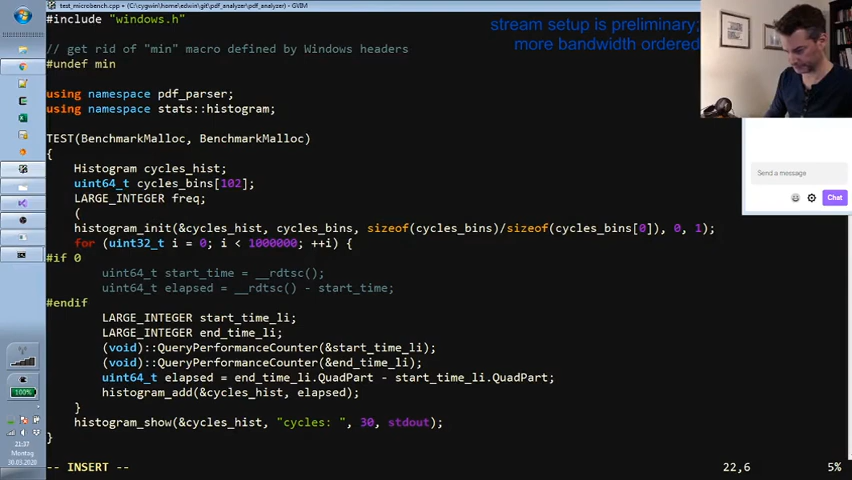 test_microbench.cpp + (C:\cygwin\home\edwin\git\pdf_analyzer\pdf_analyzer) - GVIM
#include "windows.h"
stream setup is preliminary;
more bandwidth ordered
// get rid of "min" macro defined by Windows headers
#undef min
using namespace pdf_parser;
using namespace stats::histogram;
TEST(BenchmarkMalloc, BenchmarkMalloc)
{
Histogram cycles_hist;
uint64_t cycles_bins[102];
LARGE_INTEGER freq;
(
histogram_init(&cycles_hist, cycles_bins, sizeof(cycles_bins)/sizeof(cycles_bins[0]), 0, 1);
for (uint32_t i = 0; i < 1000000; ++i) {
#if 0
uint64_t start_time = __rdtsc();
uint64_t elapsed = __rdtsc() - start_time;
#endif
LARGE_INTEGER start_time_li;
LARGE_INTEGER end_time_li;
(void)::QueryPerformanceCounter(&start_time_li);
(void)::QueryPerformanceCounter(&end_time_li);
uint64_t elapsed = end_time_li.QuadPart - start_time_li.QuadPart;
histogram_add(&cycles_hist, elapsed);
}
histogram_show(&cycles_hist, "cycles: ", 30, stdout);
}
-- INSERT --
22,6
5%
Send a message
Chat
100%
21:37
Montag
30.03.2020